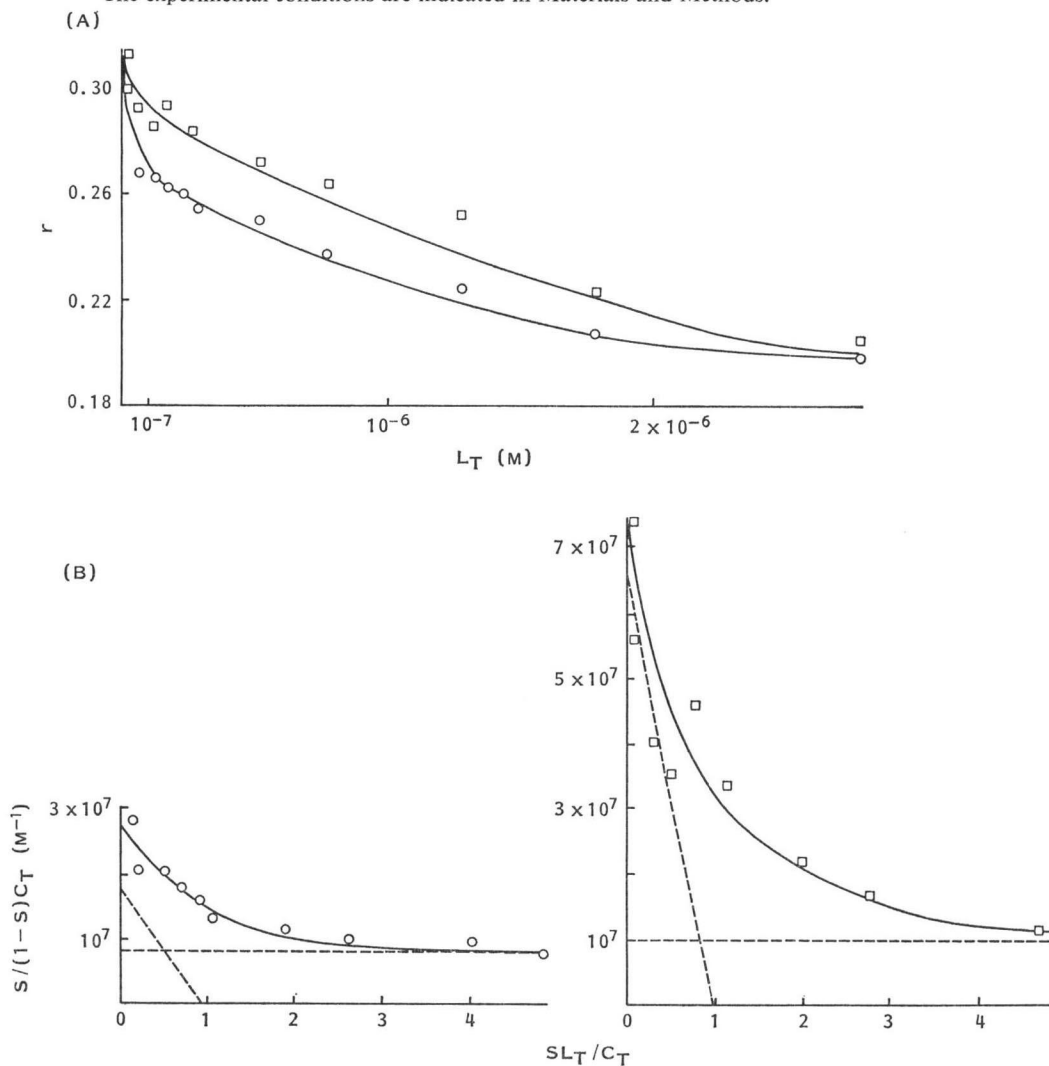 The experimental conditions are indicated in Materials and Methods.
(A)
0.30
0.26
0.22
0.18
r
10⁻⁷
10⁻⁶
2 x 10⁻⁶
L_T (M)
(B)
3 x 10⁷
10⁷
S/(1-S)C_T (M⁻¹)
0
1
2
3
4
7 x 10⁷
5 x 10⁷
3 x 10⁷
10⁷
0
1
2
3
4
SL_T/C_T